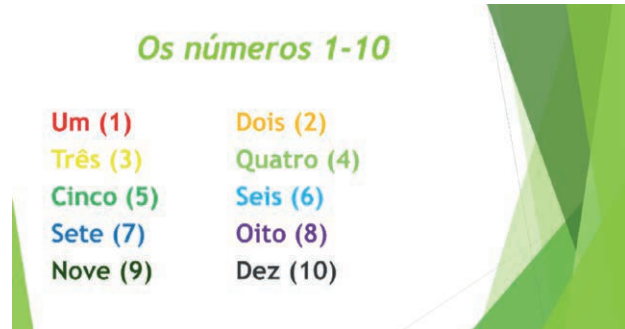 Os números 1-10
Um (1) Dois (2)
Três (3) Quatro (4)
Cinco (5) Seis (6)
Sete (7) Oito (8)
Nove (9) Dez (10)